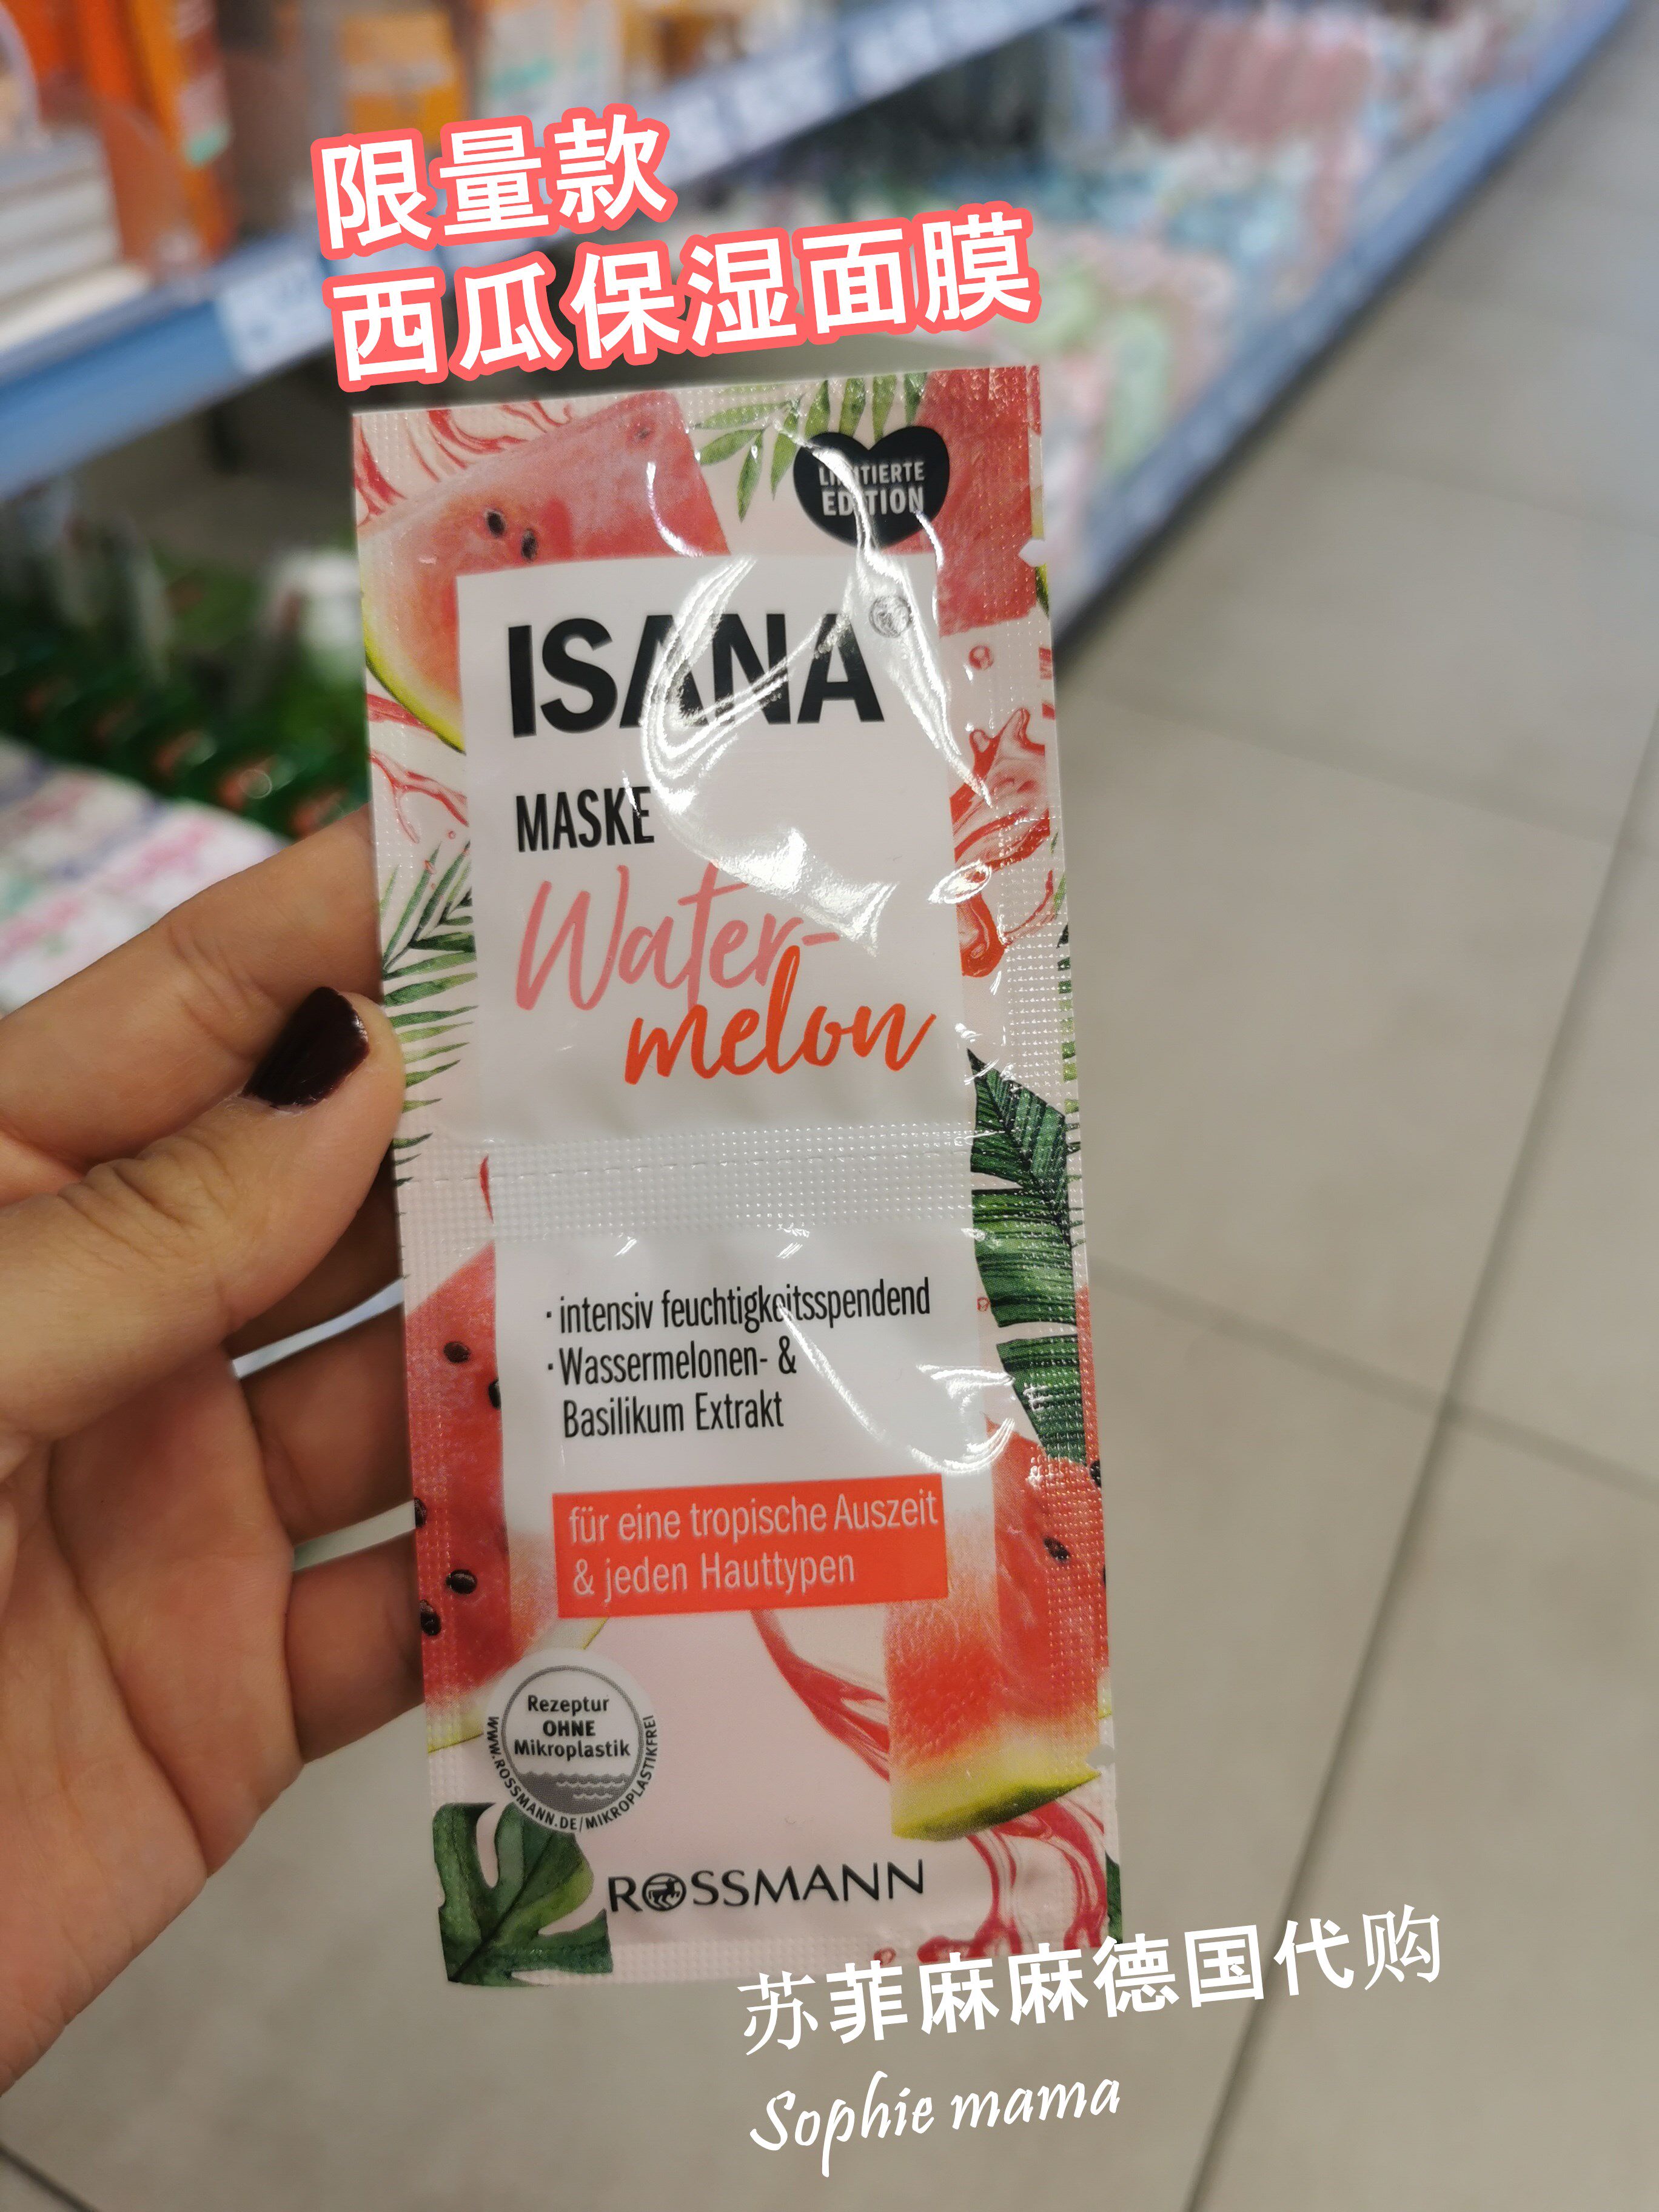 限量款
西瓜保湿面膜
LIMITIERTE
EDITION
ISANA
MASKE
Water-
melon
· intensiv feuchtigkeitsspendend
· Wassermelonen- &
Basilikum Extrakt
für eine tropische Auszeit
& jeden Hauttypen
Rezeptur
OHNE
Mikroplastik
WWW.ROSSMANN.DE/MIKROPLASTIKFREI
ROSSMANN
苏菲麻麻德国代购
Sophie mama